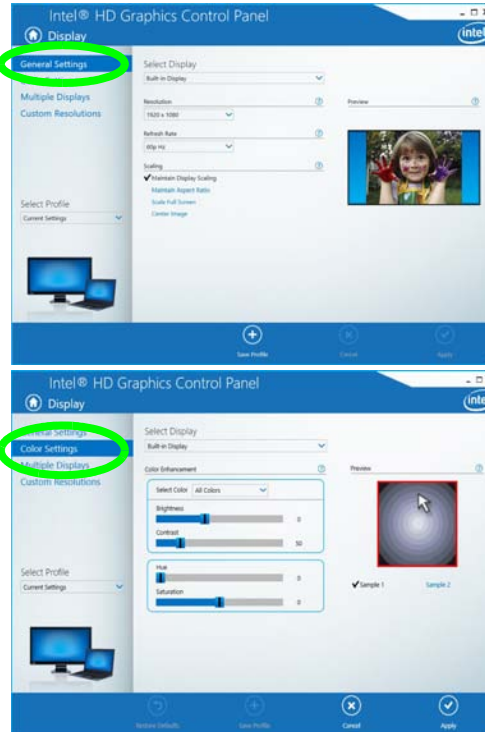 Intel® HD Graphics Control Panel
Display
intel
General Settings
Multiple Displays
Custom Resolutions
Select Profile
Current Settings
Select Display
Built-in Display
Resolution
1920 x 1080
Refresh Rate
60p Hz
Scaling
Maintain Display Scaling
Maintain Aspect Ratio
Scale Full Screen
Center Image
Preview
Save Profile
Cancel
Apply
Intel® HD Graphics Control Panel
Display
inte
General Settings
Color Settings
Multiple Displays
Custom Resolutions
Select Profile
Current Settings
Select Display
Built-in Display
Color Enhancement
Select Color All Colors
Brightness
0
Contrast
50
Hue
0
Saturation
0
Preview
Sample 1 Sample 2
Restore Defaults
Save Profile
Cancel
Apply